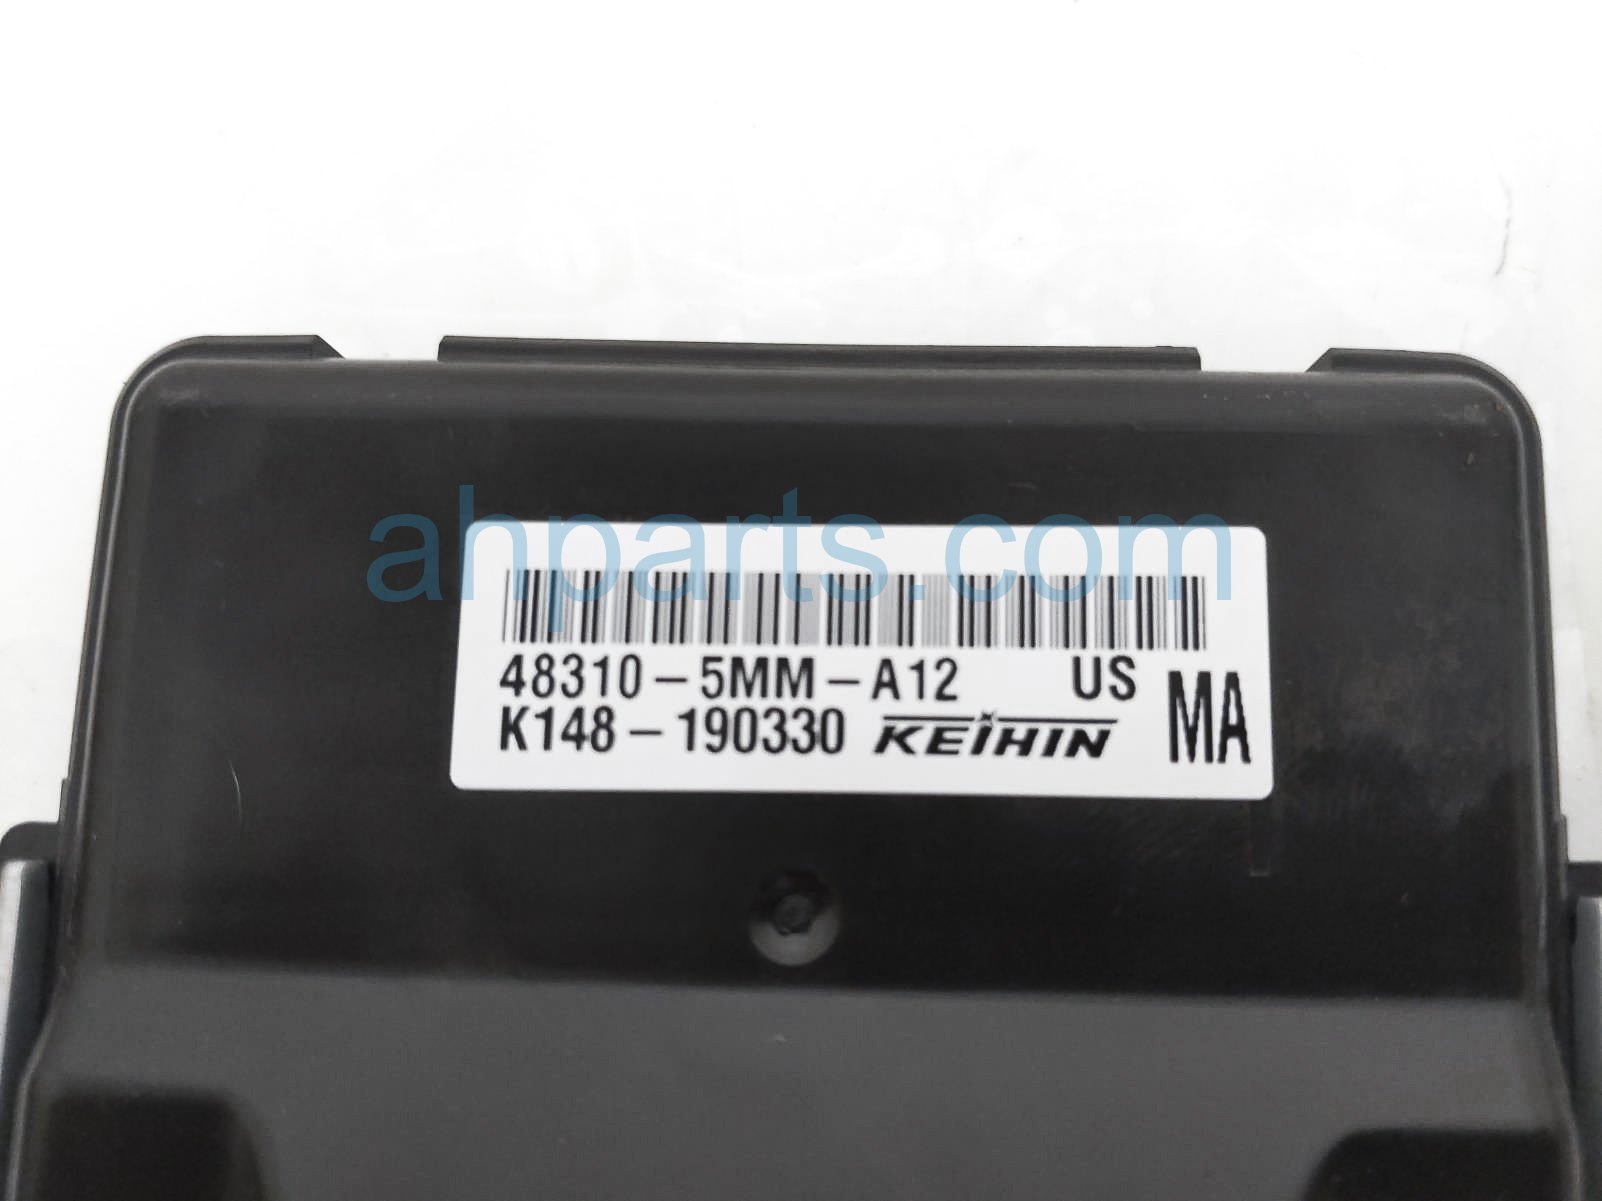 ahparts.com
48310-5MM-A12 US
K148-190330 KEIHIN MA